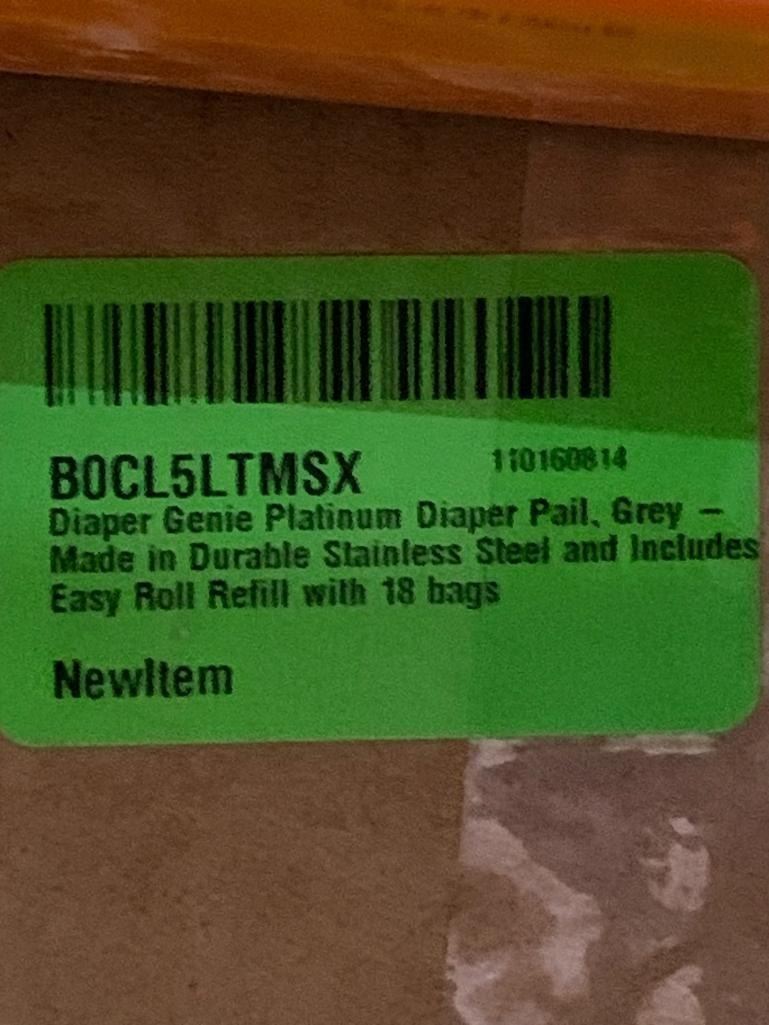 B0CL5LTMSX 110160814
Diaper Genie Platinum Diaper Pail, Grey –
Made in Durable Stainless Steel and Includes
Easy Roll Refill with 18 bags
NewItem